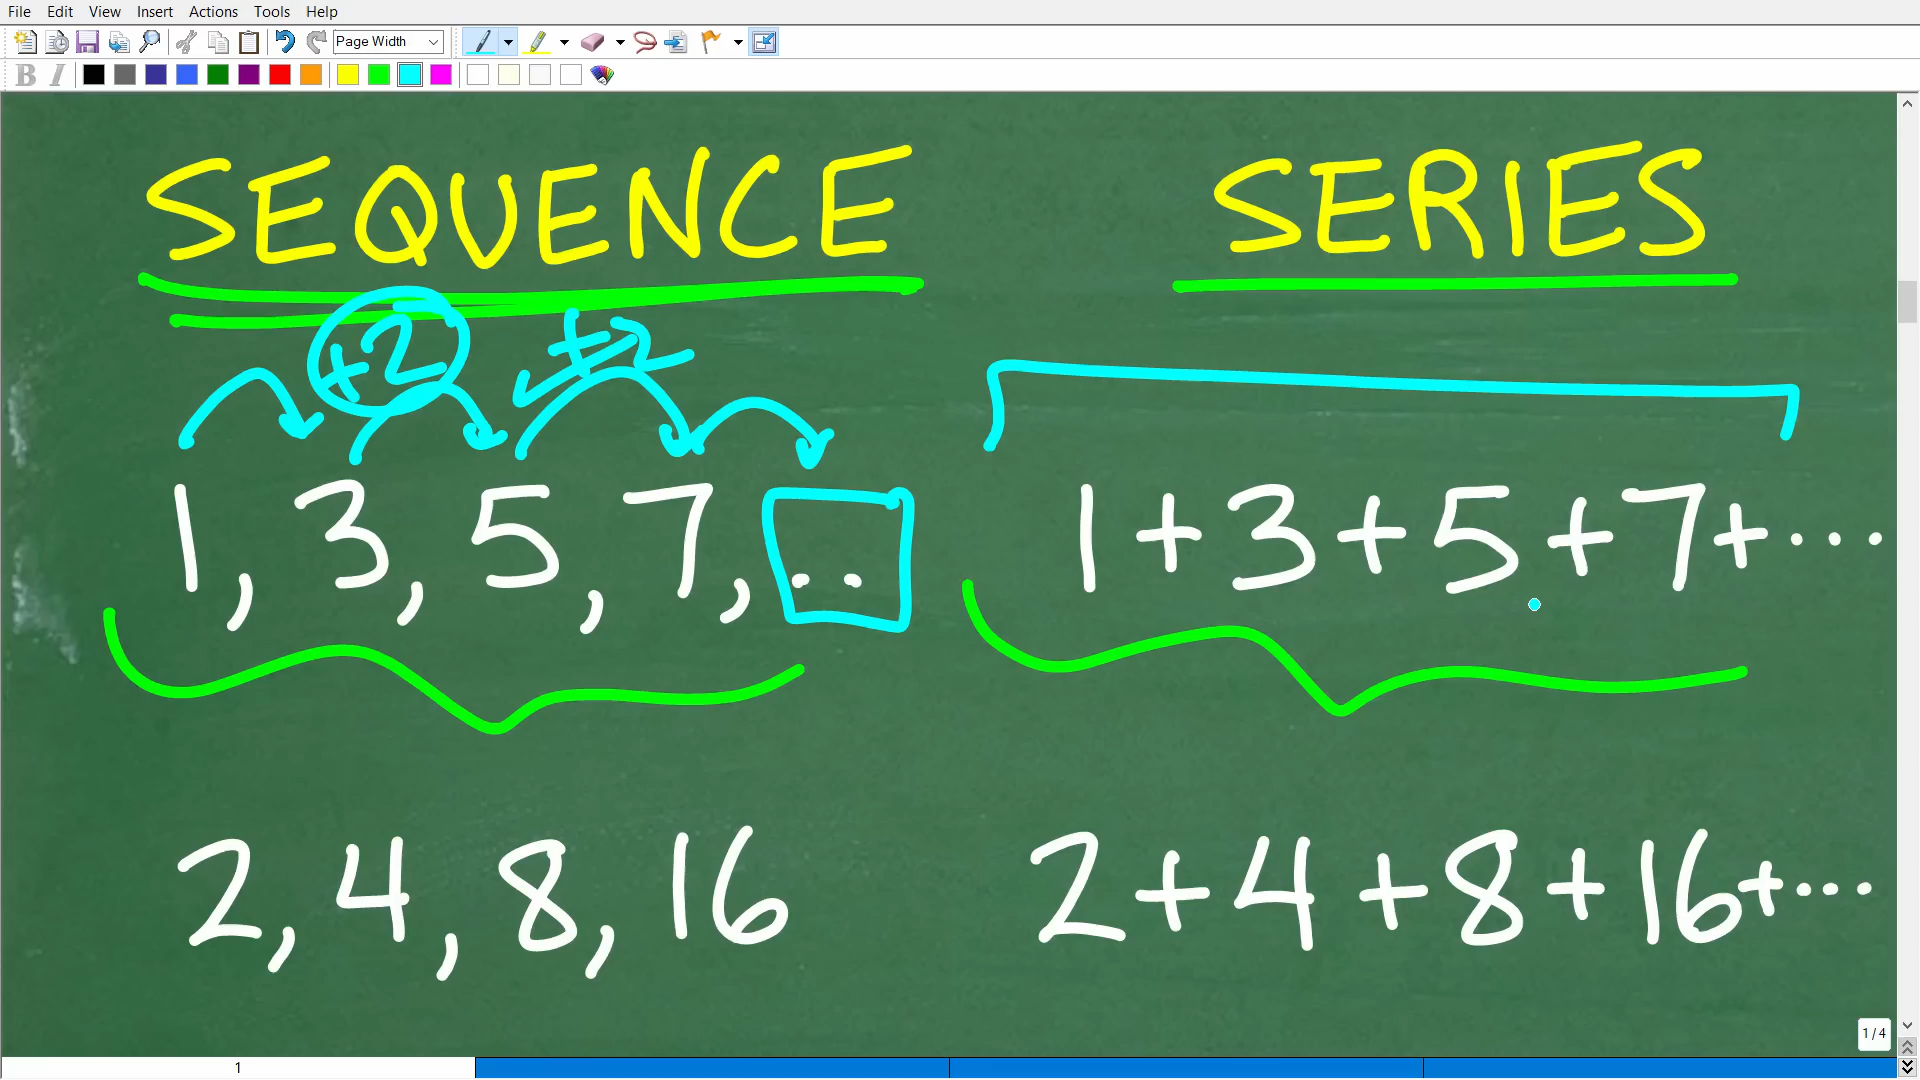 File Edit View Insert Actions Tools Help
Page Width
B I
SEQUENCE SERIES
+2 +2
1, 3, 5, 7, .. 1+3+5+7+...
2, 4, 8, 16 2+4+8+16+...
1/4
1